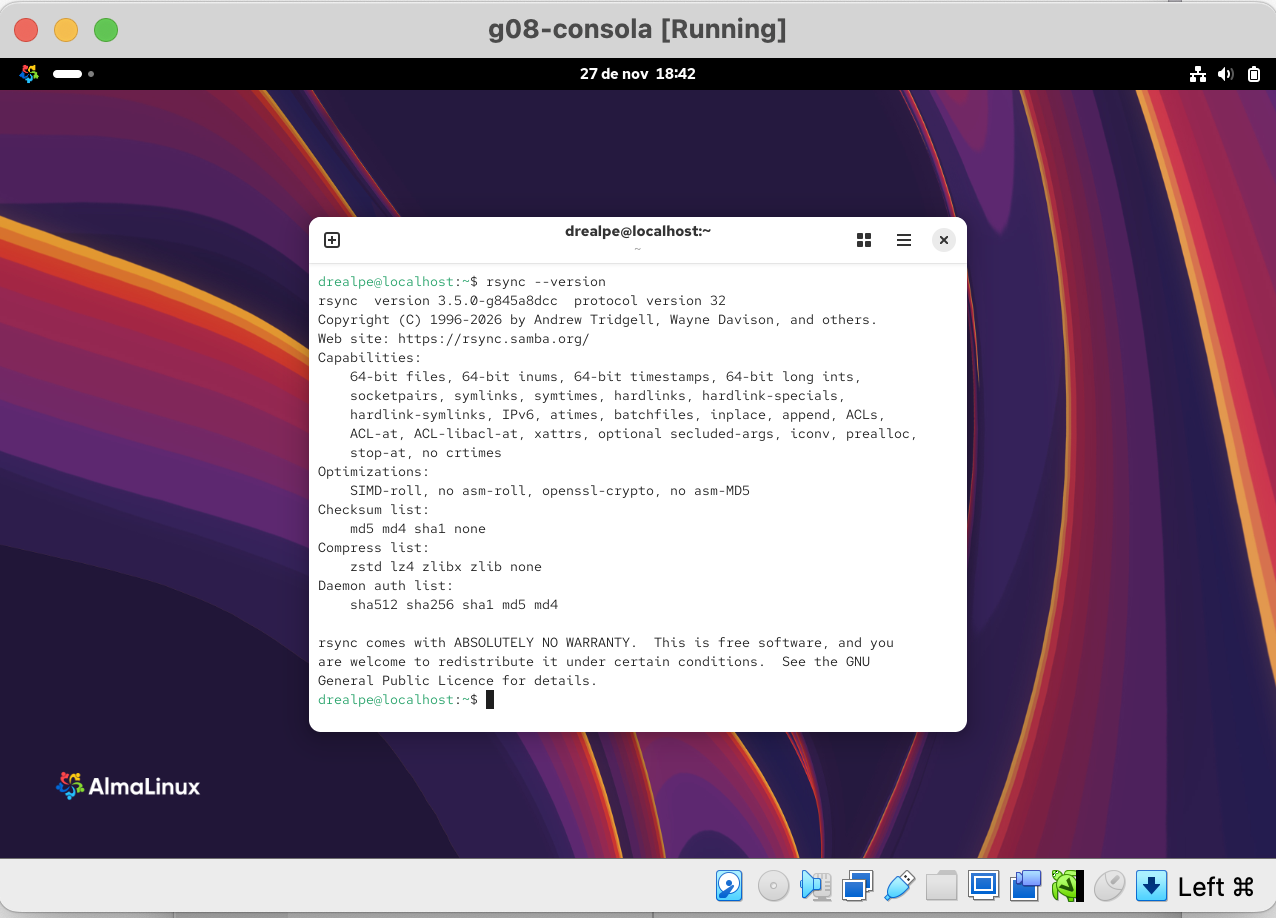 g08-consola [Running]
27 de nov 18:42
drealpe@localhost:~
~
drealpe@localhost:~$ rsync --version
rsync  version 3.5.0-g845a8dcc  protocol version 32
Copyright (C) 1996-2026 by Andrew Tridgell, Wayne Davison, and others.
Web site: https://rsync.samba.org/
Capabilities:
    64-bit files, 64-bit inums, 64-bit timestamps, 64-bit long ints,
    socketpairs, symlinks, symtimes, hardlinks, hardlink-specials,
    hardlink-symlinks, IPv6, atimes, batchfiles, inplace, append, ACLs,
    ACL-at, ACL-libacl-at, xattrs, optional secluded-args, iconv, prealloc,
    stop-at, no crtimes
Optimizations:
    SIMD-roll, no asm-roll, openssl-crypto, no asm-MD5
Checksum list:
    md5 md4 sha1 none
Compress list:
    zstd lz4 zlibx zlib none
Daemon auth list:
    sha512 sha256 sha1 md5 md4

rsync comes with ABSOLUTELY NO WARRANTY.  This is free software, and you
are welcome to redistribute it under certain conditions.  See the GNU
General Public Licence for details.
drealpe@localhost:~$
AlmaLinux
Left ⌘